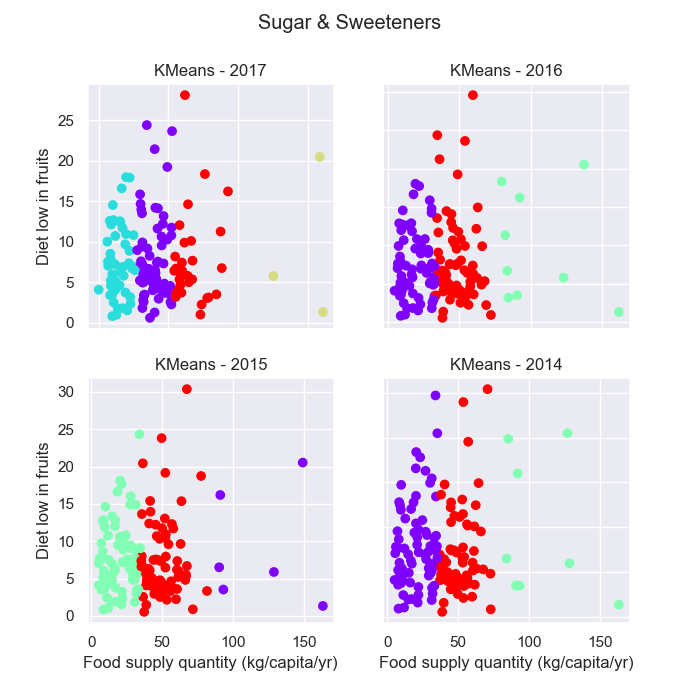 Sugar & Sweeteners
KMeans - 2017
KMeans - 2016
25
20
15
10
5
0
Diet low in fruits
KMeans - 2015
KMeans - 2014
30
25
20
15
10
5
0
Diet low in fruits
0 50 100 150
0 50 100 150
Food supply quantity (kg/capita/yr)
Food supply quantity (kg/capita/yr)